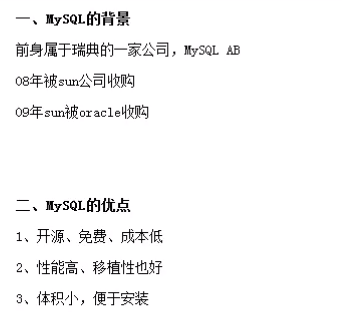 一、MySQL的背景
前身属于瑞典的一家公司，MySQL AB
08年被sun公司收购
09年sun被oracle收购
二、MySQL的优点
1、开源、免费、成本低
2、性能高、移植性也好
3、体积小，便于安装